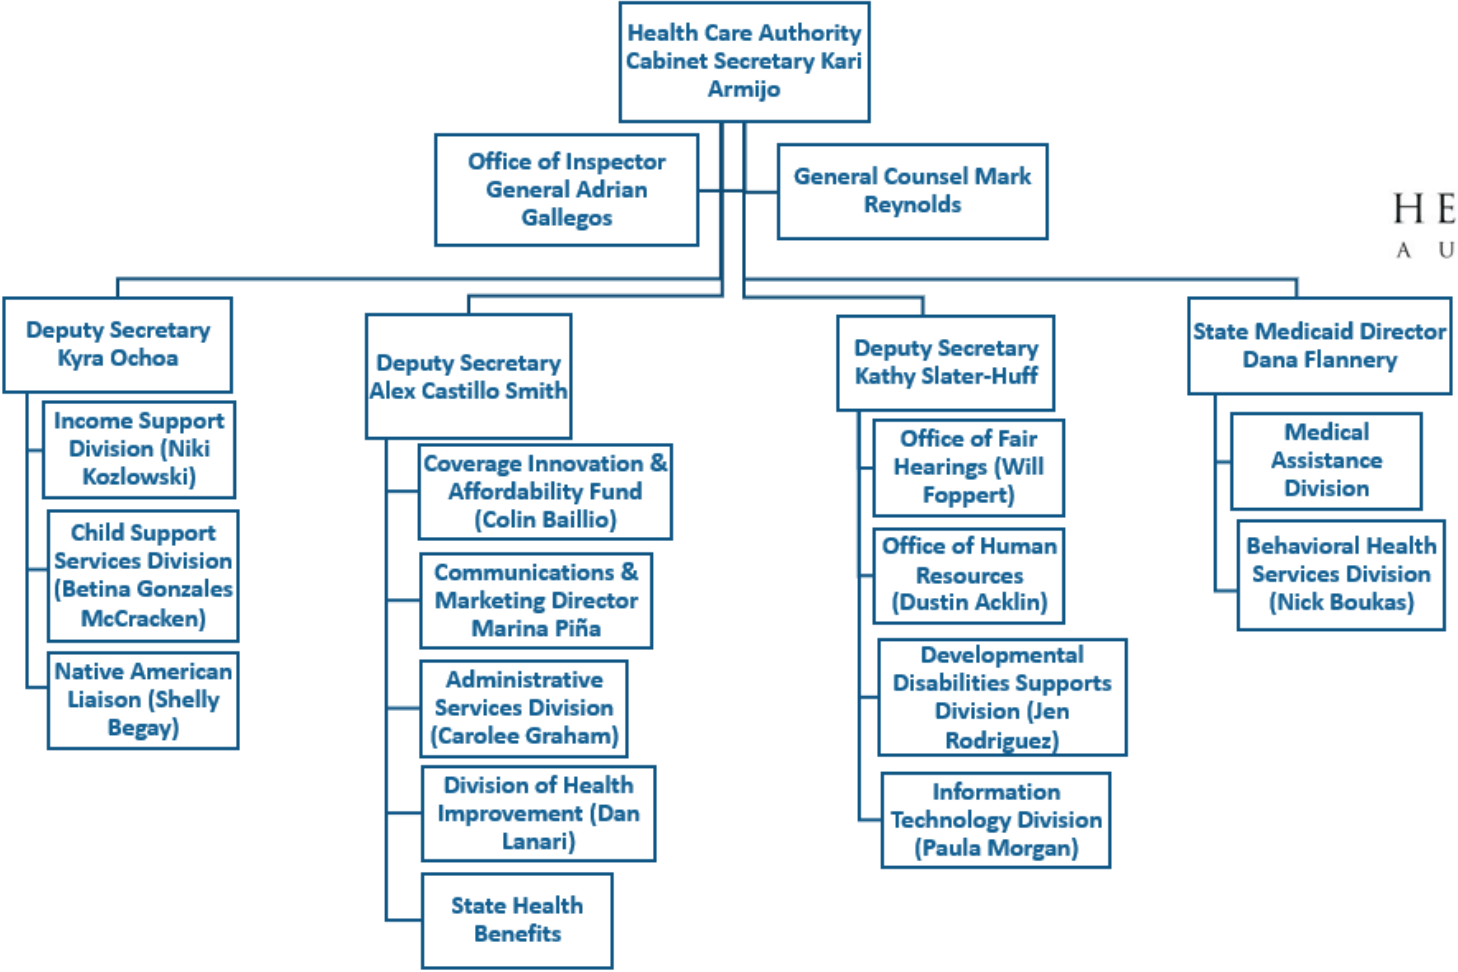 Health Care Authority
Cabinet Secretary Kari
Armijo
Office of Inspector
General Adrian
Gallegos
General Counsel Mark
Reynolds
H E
A U
Deputy Secretary
Kyra Ochoa
Income Support
Division (Niki
Kozlowski)
Child Support
Services Division
(Betina Gonzales
McCracken)
Native American
Liaison (Shelly
Begay)
Deputy Secretary
Alex Castillo Smith
Coverage Innovation &
Affordability Fund
(Colin Baillio)
Communications &
Marketing Director
Marina Piña
Administrative
Services Division
(Carolee Graham)
Division of Health
Improvement (Dan
Lanari)
State Health
Benefits
Deputy Secretary
Kathy Slater-Huff
Office of Fair
Hearings (Will
Foppert)
Office of Human
Resources
(Dustin Acklin)
Developmental
Disabilities Supports
Division (Jen
Rodriguez)
Information
Technology Division
(Paula Morgan)
State Medicaid Director
Dana Flannery
Medical
Assistance
Division
Behavioral Health
Services Division
(Nick Boukas)